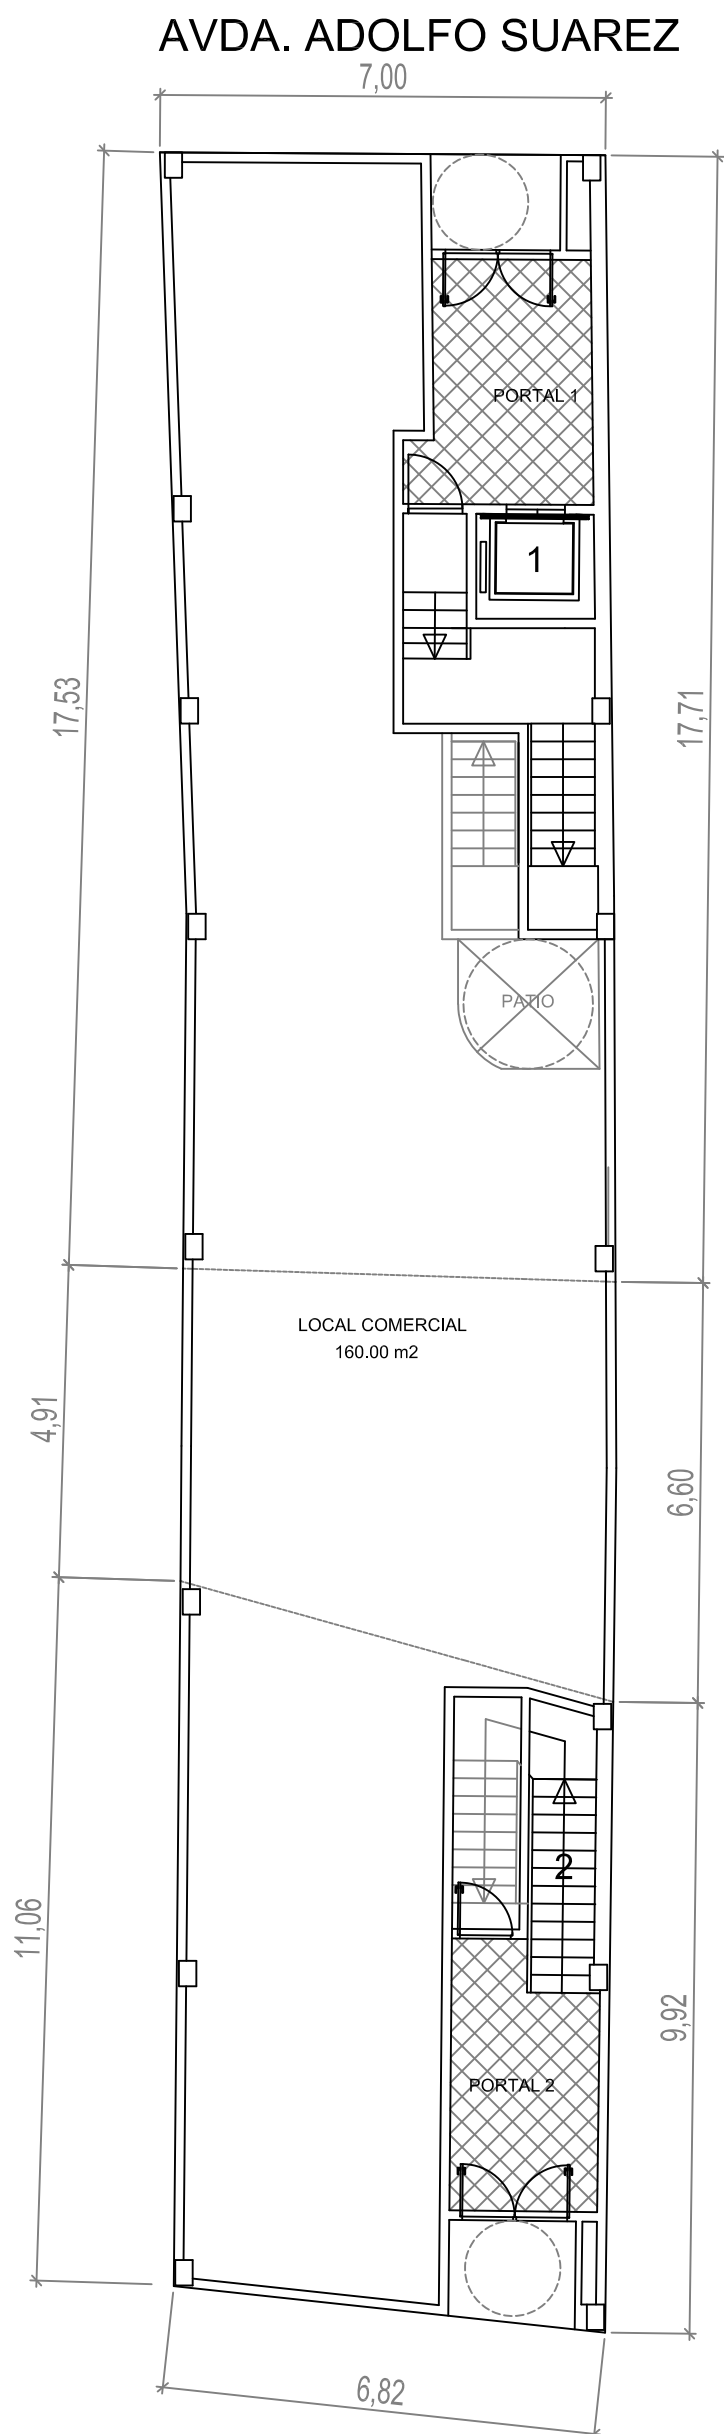 AVDA. ADOLFO SUAREZ
7,00
PORTAL 1
1
17,53
17,71
PATIO
LOCAL COMERCIAL
160.00 m2
4,91
6,60
2
11,06
9,92
PORTAL 2
6,82